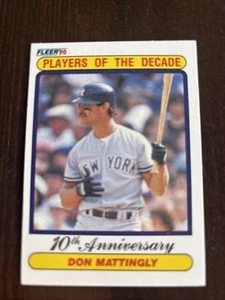 FLEER '90
PLAYERS OF THE DECADE
NEW YORK
10th Anniversary
DON MATTINGLY